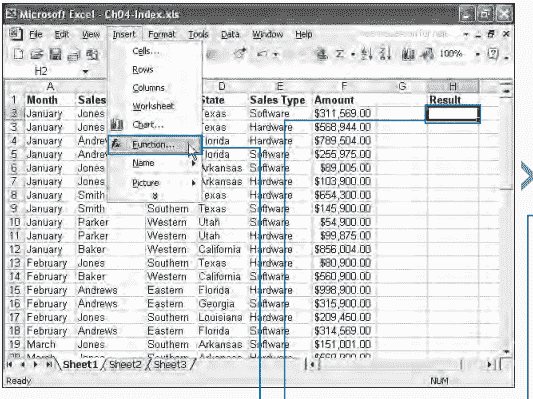 Microsoft Excel - Ch04-Index.xls
File Edit View Insert Format Tools Data Window Help
Σ 100%
H2
Cells...
Rows
Columns
Worksheet
Chart...
fx Function...
Name
Picture
A D E F G H
1 Month Sales State Sales Type Amount Result
2 January Jones Texas Software $311,569.00
3 January Jones Texas Hardware $568,944.00
4 January Andre Florida Hardware $789,504.00
5 January Andre Florida Software $255,975.00
6 January Jones Arkansas Software $89,005.00
7 January Jones Arkansas Hardware $103,900.00
8 January Smith Texas Hardware $654,300.00
9 January Smith Southern Texas Software $145,900.00
10 January Parker Western Utah Software $54,900.00
11 January Parker Western Utah Hardware $99,875.00
12 January Baker Western California Hardware $856,004.00
13 February Jones Southern Texas Software $80,900.00
14 February Baker Western California Software $560,900.00
15 February Andrews Eastern Florida Hardware $998,900.00
16 February Andrews Eastern Georgia Software $315,900.00
17 February Jones Southern Louisiana Hardware $209,450.00
18 February Andrews Eastern Florida Hardware $314,569.00
19 March Jones Southern Arkansas Software $151,001.00
Sheet1 Sheet2 Sheet3
Ready NUM